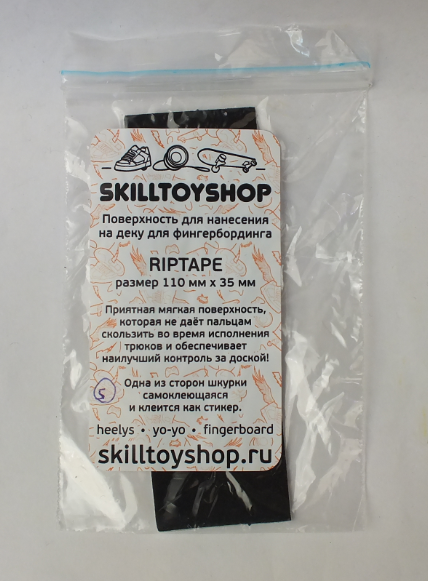 SKILLTOYSHOP
Поверхность для нанесения
на деку для фингербординга
RIPTAPE
размер 110 мм x 35 мм
Приятная мягкая поверхность,
которая не даёт пальцам
скользить во время исполнения
трюков и обеспечивает
наилучший контроль за доской!
5
Одна из сторон шкурки
самоклеющаяся
и клеится как стикер.
heelys • yo-yo • fingerboard
skilltoyshop.ru